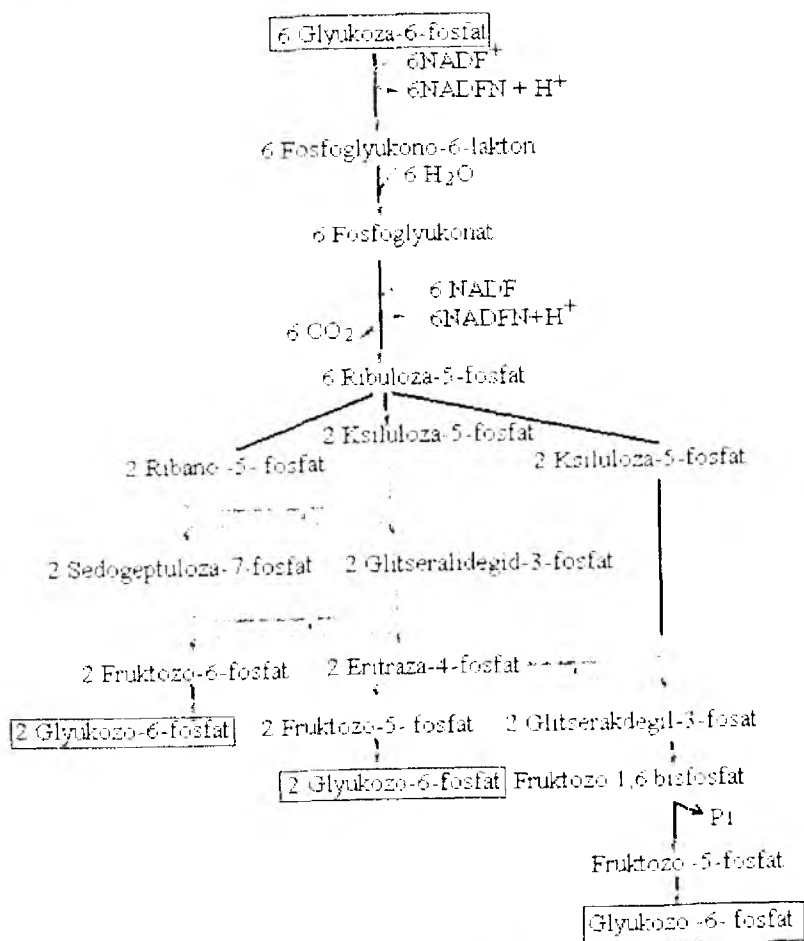 6 Glyukoza-6-fosfat
6NADF+
6NADFN + H+
6 Fosfoglyukono-6-lakton
6 H2O
6 Fosfoglyukonat
6 NADF
6NADFN+H+
6 CO2
6 Ribuloza-5-fosfat
2 Ksiluloza-5-fosfat
2 Ribano -5- fosfat
2 Ksiluloza-5-fosfat
2 Sedogeptuloza-7-fosfat
2 Glitseralidegid-3-fosfat
2 Fruktozo-6-fosfat
2 Eritraza-4-fosfat
2 Glyukozo-6-fosfat
2 Fruktozo-5- fosfat
2 Glitserakdegil-3-fosat
2 Glyukozo-6-fosfat
Fruktozo 1,6 bisfosfat
Pi
Fruktozo -5-fosfat
Glyukozo -6- fosfat